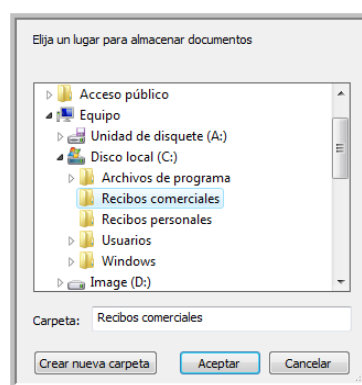 Elija un lugar para almacenar documentos
Acceso público
Equipo
Unidad de disquete (A:)
Disco local (C:)
Archivos de programa
Recibos comerciales
Recibos personales
Usuarios
Windows
Image (D:)
Carpeta: Recibos comerciales
Crear nueva carpeta Aceptar Cancelar